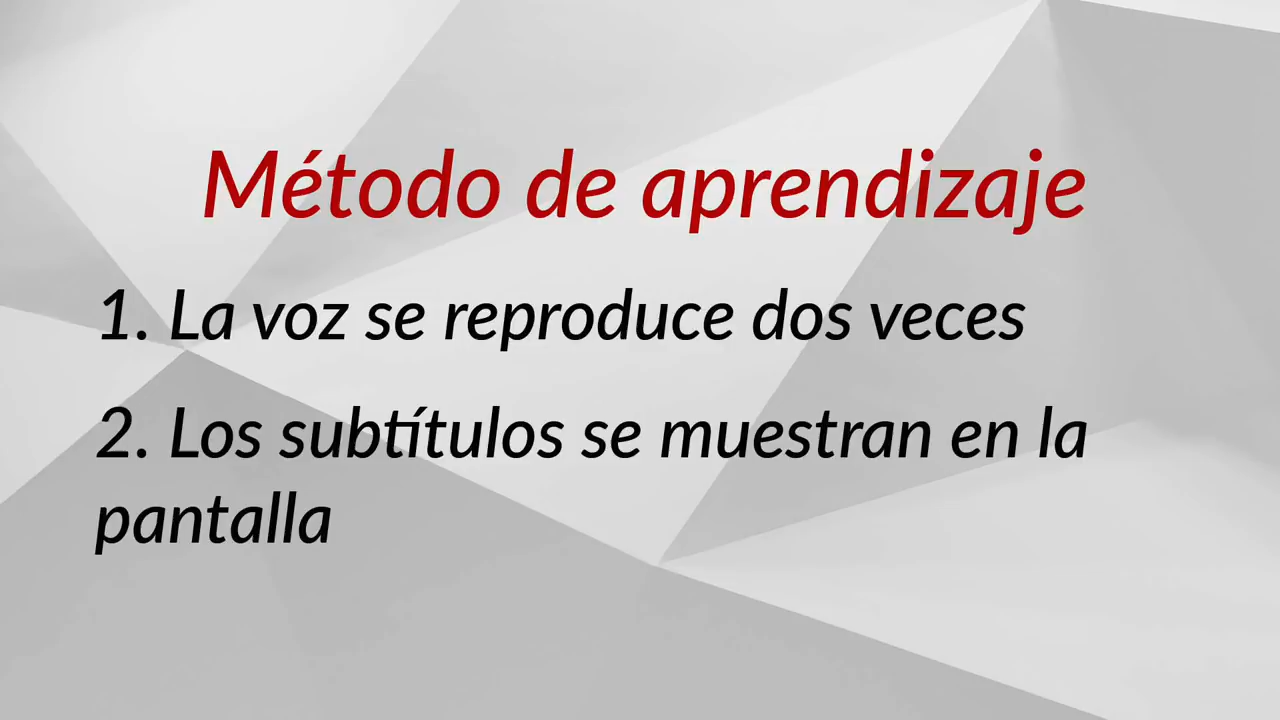 Método de aprendizaje
1. La voz se reproduce dos veces
2. Los subtítulos se muestran en la
pantalla